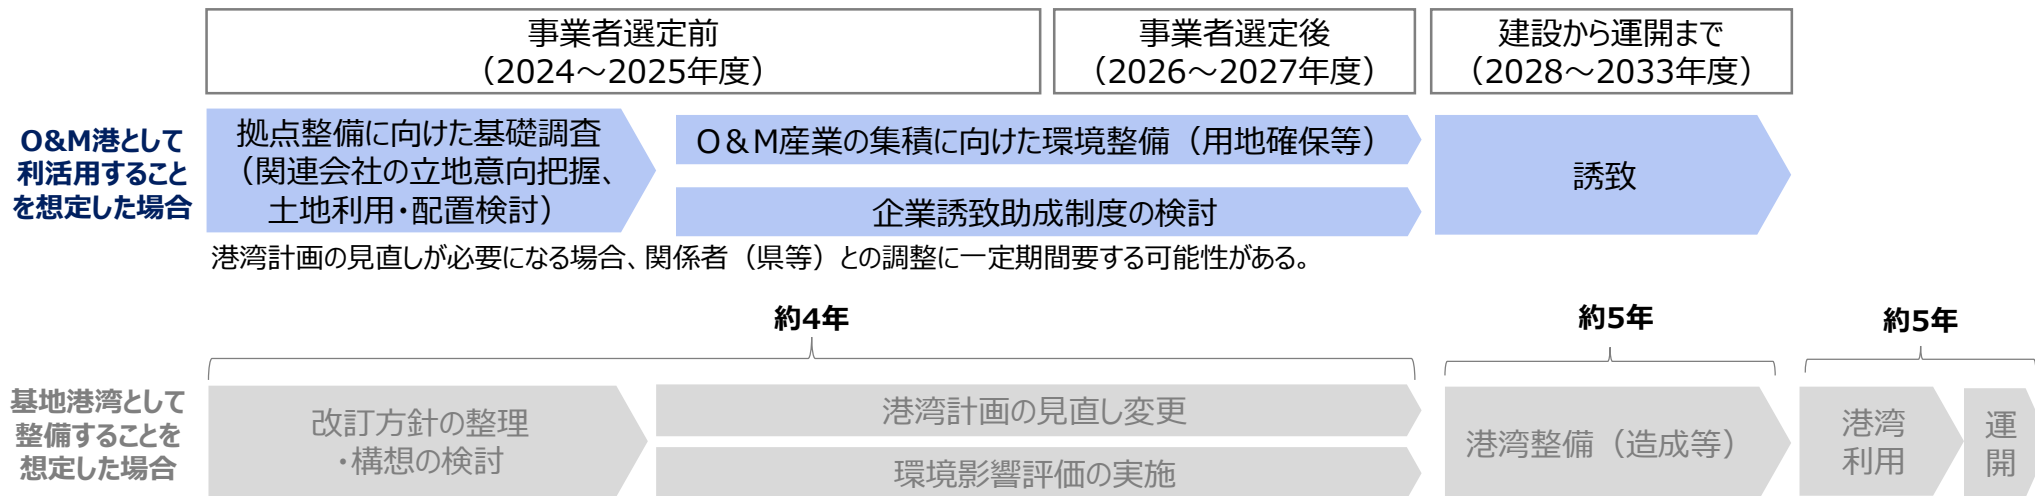 事業者選定前
（2024～2025年度）
事業者選定後
（2026～2027年度）
建設から運開まで
（2028～2033年度）
O&M港として
利活用すること
を想定した場合
拠点整備に向けた基礎調査
（関連会社の立地意向把握、
土地利用・配置検討）
O＆M産業の集積に向けた環境整備（用地確保等）
企業誘致助成制度の検討
誘致
港湾計画の見直しが必要になる場合、関係者（県等）との調整に一定期間要する可能性がある。
約4年
約5年
約5年
基地港湾として
整備することを
想定した場合
改訂方針の整理
・構想の検討
港湾計画の見直し変更
環境影響評価の実施
港湾整備（造成等）
港湾
利用
運
開